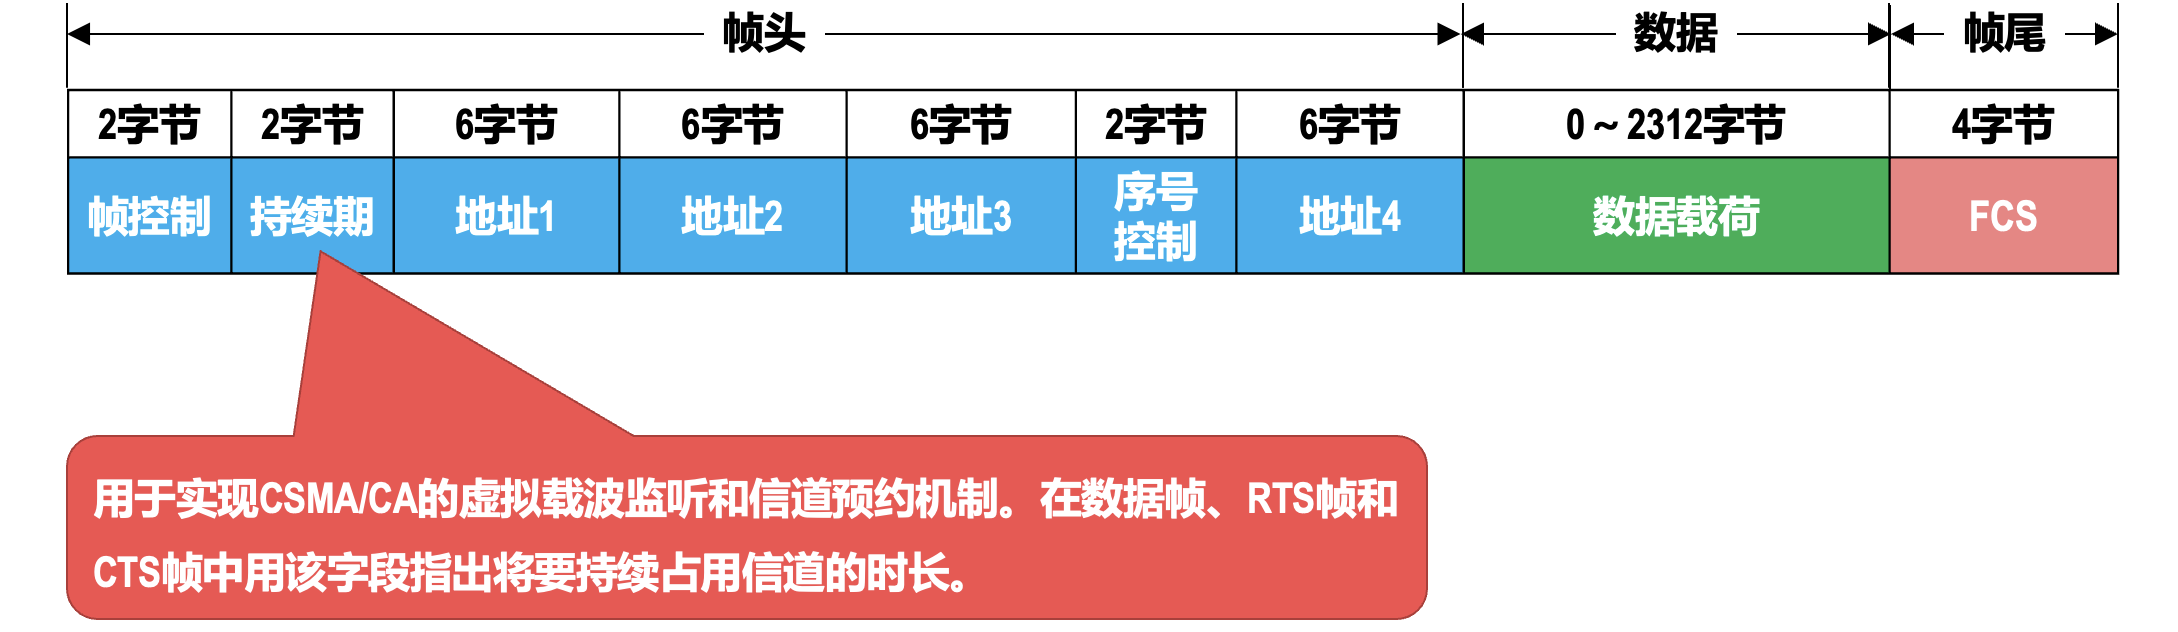 帧头 数据 帧尾
2字节 2字节 6字节 6字节 6字节 2字节 6字节 0～2312字节 4字节
帧控制 持续期 地址1 地址2 地址3 序号 地址4 数据载荷 FCS
控制
用于实现CSMA/CA的虚拟载波监听和信道预约机制。在数据帧、RTS帧和
CTS帧中用该字段指出将要持续占用信道的时长。